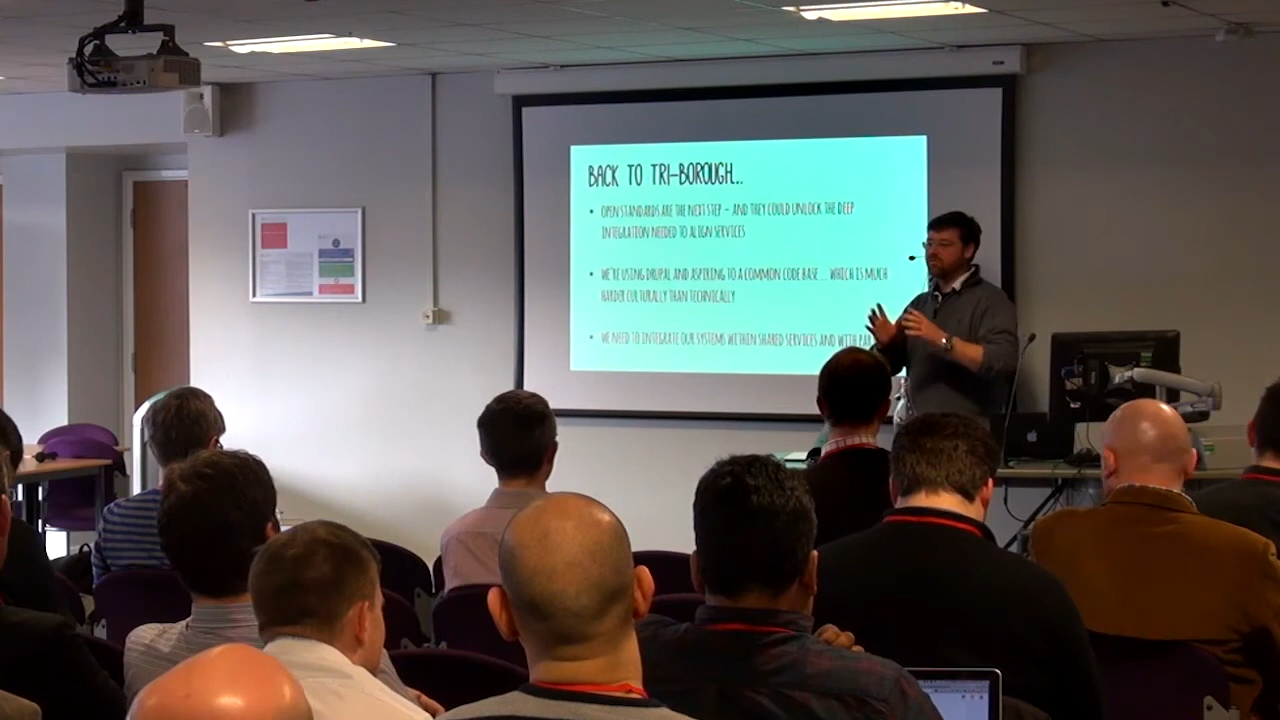 BACK TO TRI-BOROUGH...
• OPEN STANDARDS ARE THE NEXT STEP – AND THEY COULD UNLOCK THE DEEP
INTEGRATION NEEDED TO ALIGN SERVICES
• WE'RE USING DRUPAL AND ASPIRING TO A COMMON CODE BASE... WHICH IS MUCH
HARDER CULTURALLY THAN TECHNICALLY
• WE NEED TO INTEGRATE OUR SYSTEMS WITHIN SHARED SERVICES AND WITH